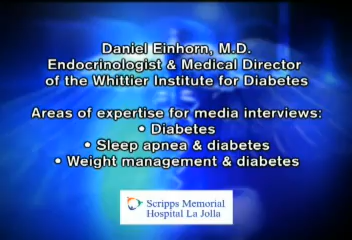 Daniel Einhorn, M.D.
Endocrinologist & Medical Director
of the Whittier Institute for Diabetes
Areas of expertise for media interviews:
• Diabetes
• Sleep apnea & diabetes
• Weight management & diabetes
Scripps Memorial
Hospital La Jolla